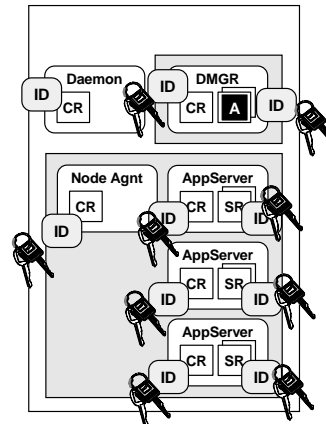 Daemon
DMGR
ID
ID
CR
CR
A
ID
Node Agnt
AppServer
CR
CR
SR
ID
ID
ID
AppServer
CR
SR
ID
ID
AppServer
CR
SR
ID
ID